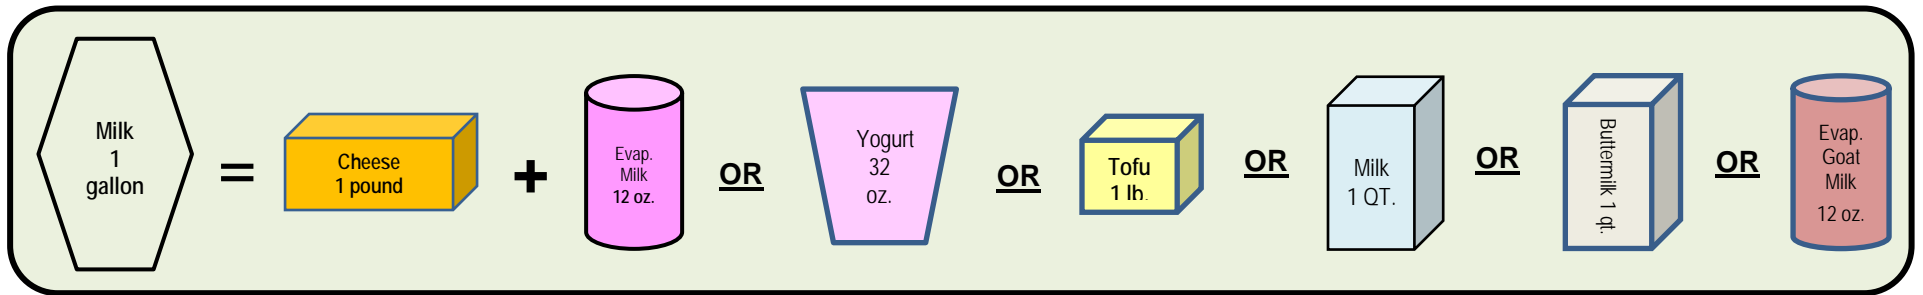 Milk
1
gallon
=
Cheese
1 pound
+
Evap.
Milk
12 oz.
OR
Yogurt
32
oz.
OR
Tofu
1 lb.
OR
Milk
1 QT.
OR
Buttermilk 1 qt.
OR
Evap.
Goat
Milk
12 oz.